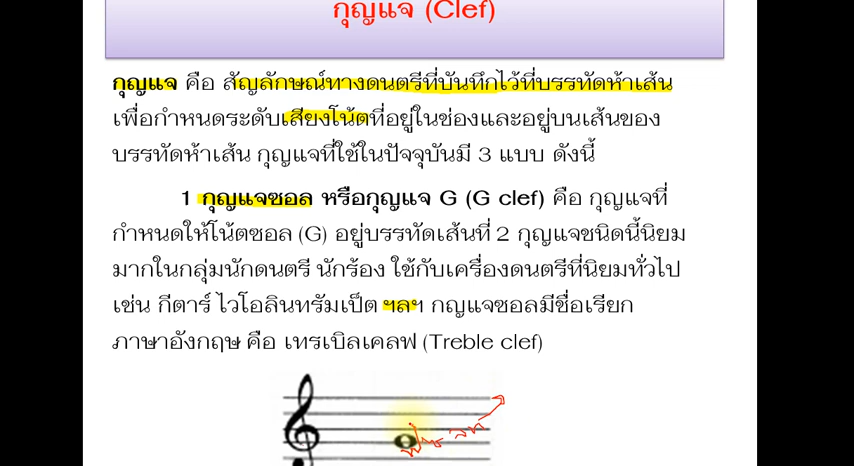 กุญแจ (Clef)
กุญแจ คือ สัญลักษณ์ทางดนตรีที่บันทึกไว้ที่บรรทัดห้าเส้น
เพื่อกำหนดระดับเสียงโน้ตที่อยู่ในช่องและอยู่บนเส้นของ
บรรทัดห้าเส้น กุญแจที่ใช้ในปัจจุบันมี 3 แบบ ดังนี้
1 กุญแจซอล หรือกุญแจ G (G clef) คือ กุญแจที่
กำหนดให้โน้ตซอล (G) อยู่บรรทัดเส้นที่ 2 กุญแจชนิดนี้นิยม
มากในกลุ่มนักดนตรี นักร้อง ใช้กับเครื่องดนตรีที่นิยมทั่วไป
เช่น กีตาร์ ไวโอลินทรัมเป็ต ฯลฯ กญแจซอลมีชื่อเรียก
ภาษาอังกฤษ คือ เทรเบิลเคลฟ (Treble clef)